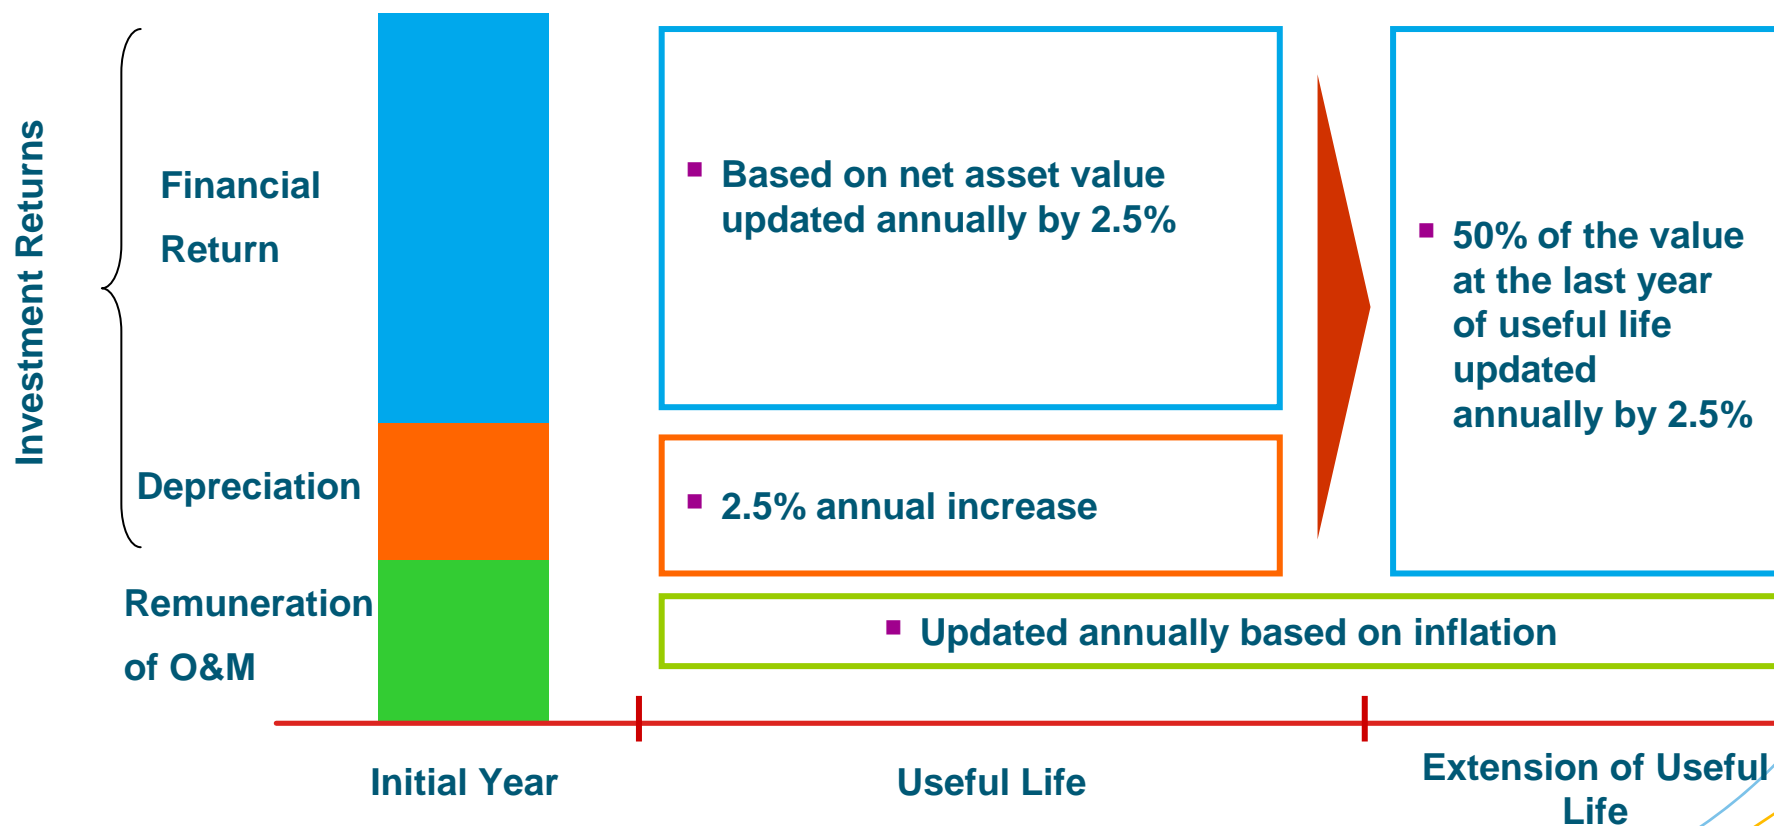 Investment Returns
Financial
Return
Depreciation
Remuneration
of O&M
▪ Based on net asset value
updated annually by 2.5%
▪ 2.5% annual increase
▪ 50% of the value
at the last year
of useful life
updated
annually by 2.5%
▪ Updated annually based on inflation
Initial Year
Useful Life
Extension of Useful
Life